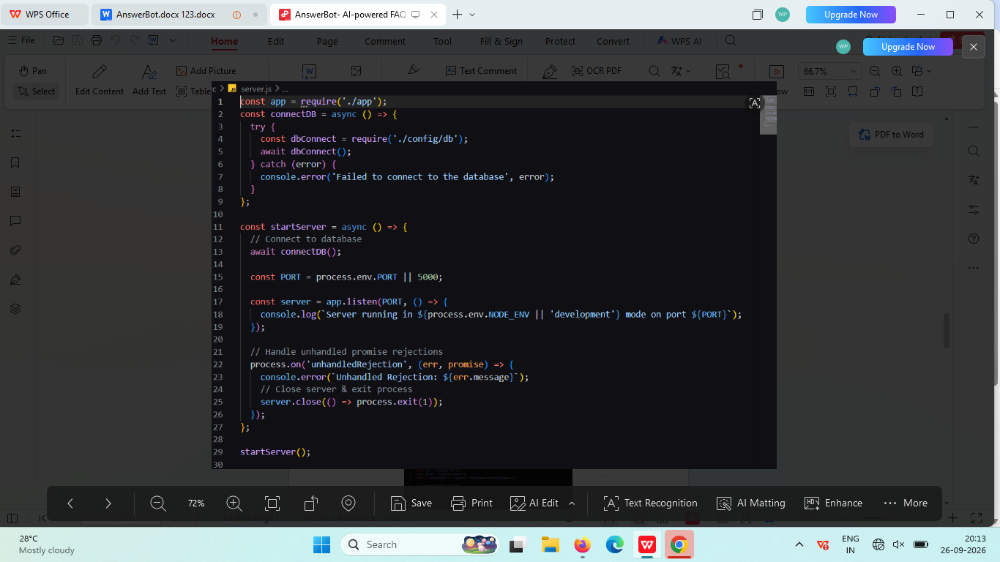 WPS Office
AnswerBot.docx 123.docx
AnswerBot- AI-powered FAQ
WP
Upgrade Now
File
Home
Edit
Page
Comment
Tool
Fill & Sign
Protect
Convert
WPS AI
WP
Upgrade Now
Pan
Add Picture
Text Comment
OCR PDF
66.7%
Select
Edit Content
Add Text
PDF to Word
server.js > ...
1 const app = require('./app');
2 const connectDB = async () => {
3 try {
4 const dbConnect = require('./config/db');
5 await dbConnect();
6 } catch (error) {
7 console.error('Failed to connect to the database', error);
8 }
9 };
10
11 const startServer = async () => {
12 // Connect to database
13 await connectDB();
14
15 const PORT = process.env.PORT || 5000;
16
17 const server = app.listen(PORT, () => {
18 console.log(`Server running in ${process.env.NODE_ENV || 'development'} mode on port ${PORT}`);
19 });
20
21 // Handle unhandled promise rejections
22 process.on('unhandledRejection', (err, promise) => {
23 console.error(`Unhandled Rejection: ${err.message}`);
24 // Close server & exit process
25 server.close(() => process.exit(1));
26 });
27 };
28
29 startServer();
30
72%
Save
Print
AI Edit
Text Recognition
AI Matting
Enhance
More
28°C
Mostly cloudy
Search
ENG
IN
20:13
26-09-2026